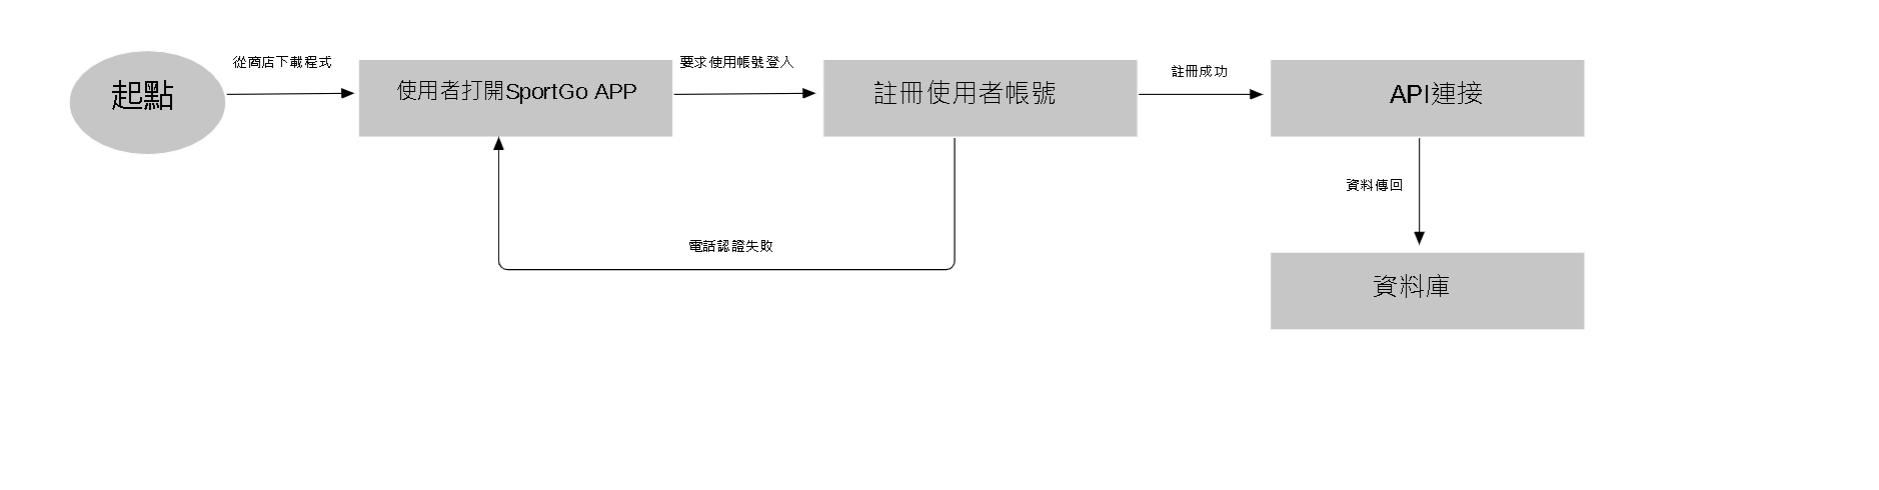 起點
從商店下載程式
使用者打開SportGo APP
要求使用帳號登入
註冊使用者帳號
註冊成功
API連接
資料傳回
電話認證失敗
資料庫